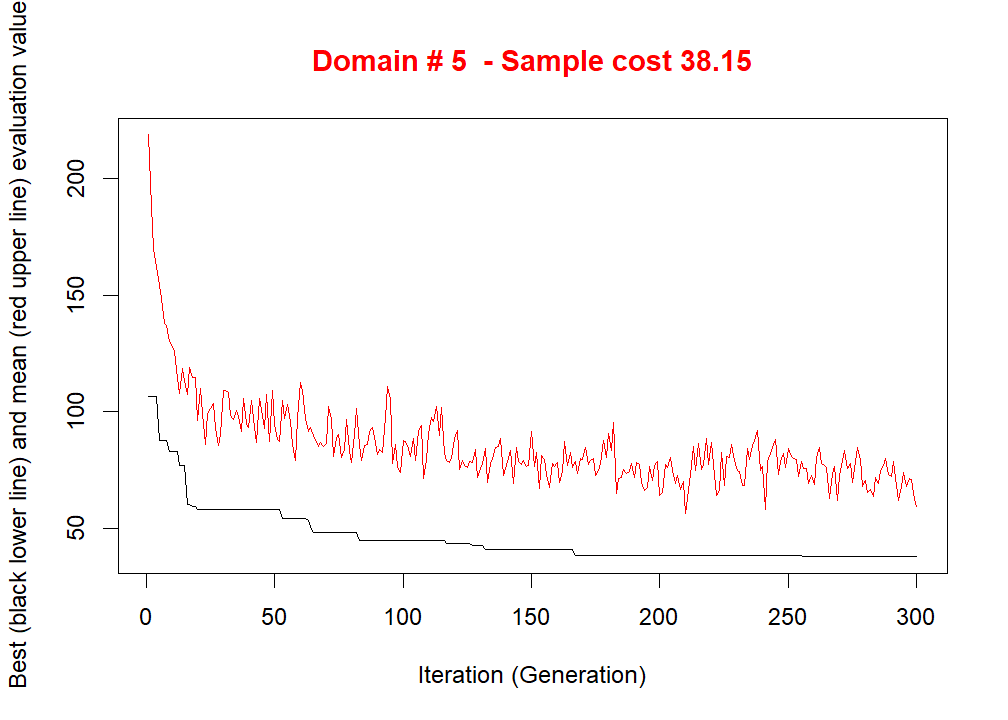 Domain # 5  - Sample cost 38.15
Best (black lower line) and mean (red upper line) evaluation value
200
150
100
50
0 50 100 150 200 250 300
Iteration (Generation)